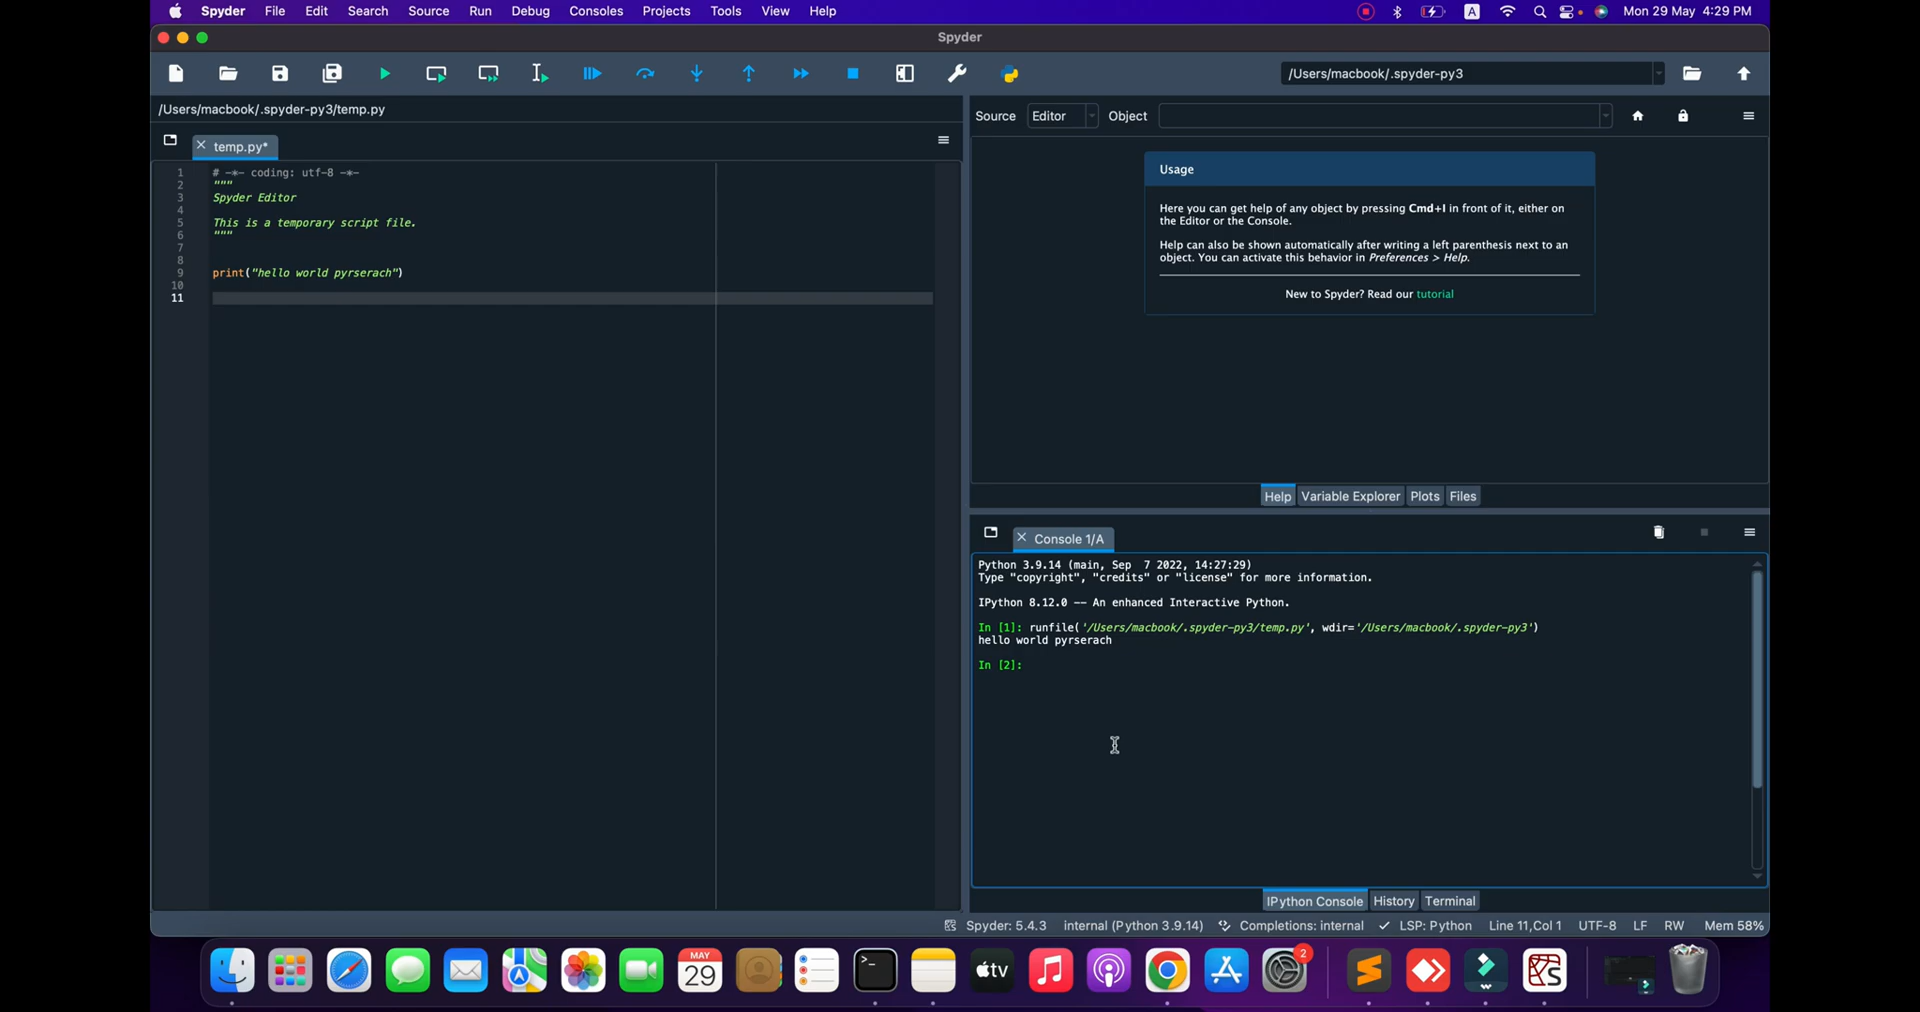 Spyder File Edit Search Source Run Debug Consoles Projects Tools View Help A Mon 29 May 4:29 PM
Spyder
/Users/macbook/.spyder-py3
/Users/macbook/.spyder-py3/temp.py
Source Editor Object
temp.py*
1 # -*- coding: utf-8 -*-
2 """
3 Spyder Editor
4
5 This is a temporary script file.
6 """
7
8
9 print("hello world pyrserach")
10
11
Usage
Here you can get help of any object by pressing Cmd+I in front of it, either on
the Editor or the Console.
Help can also be shown automatically after writing a left parenthesis next to an
object. You can activate this behavior in Preferences > Help.
New to Spyder? Read our tutorial
Help Variable Explorer Plots Files
Console 1/A
Python 3.9.14 (main, Sep  7 2022, 14:27:29)
Type "copyright", "credits" or "license" for more information.
IPython 8.12.0 -- An enhanced Interactive Python.
In [1]: runfile('/Users/macbook/.spyder-py3/temp.py', wdir='/Users/macbook/.spyder-py3')
hello world pyrserach
In [2]:
IPython Console History Terminal
Spyder: 5.4.3 internal (Python 3.9.14) Completions: internal LSP: Python Line 11,Col 1 UTF-8 LF RW Mem 58%
MAY
29
>_
tv
2